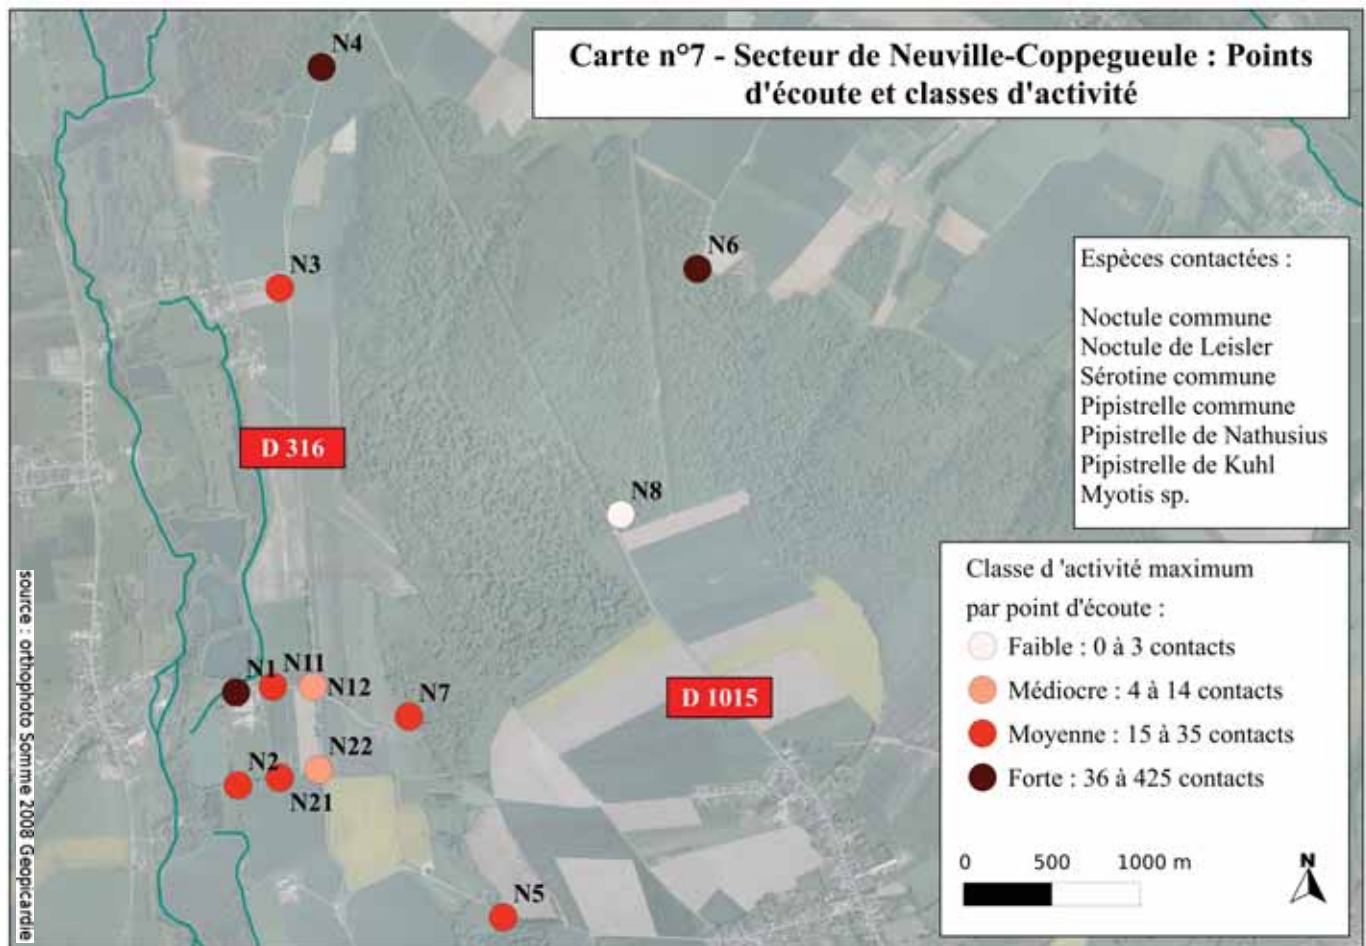 Carte n°7 - Secteur de Neuville-Coppegueule : Points
d'écoute et classes d'activité
N4
N6
N3
Espèces contactées :
Noctule commune
Noctule de Leisler
Sérotine commune
Pipistrelle commune
Pipistrelle de Nathusius
Pipistrelle de Kuhl
Myotis sp.
D 316
N8
Classe d 'activité maximum
par point d'écoute :
Faible : 0 à 3 contacts
Médiocre : 4 à 14 contacts
Moyenne : 15 à 35 contacts
Forte : 36 à 425 contacts
N1
N11
N12
N7
D 1015
N2
N22
N21
N5
0 500 1000 m
N
source : orthophoto Somme 2008 Geopicardie